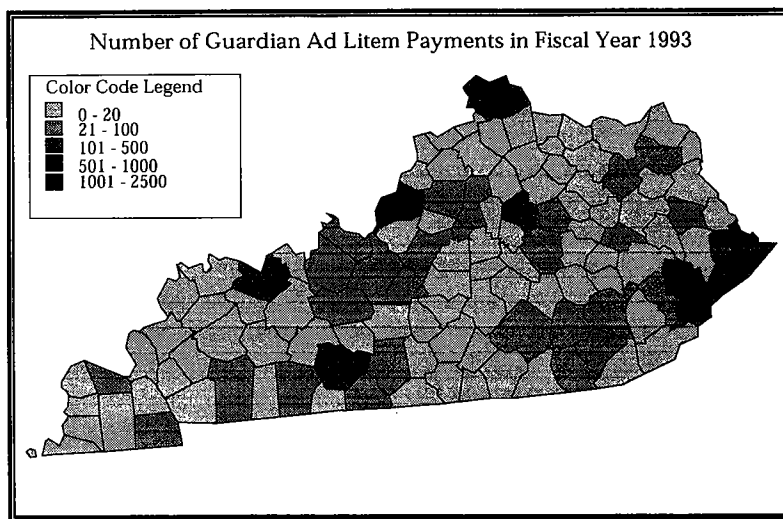 Number of Guardian Ad Litem Payments in Fiscal Year 1993
Color Code Legend
0 - 20
21 - 100
101 - 500
501 - 1000
1001 - 2500